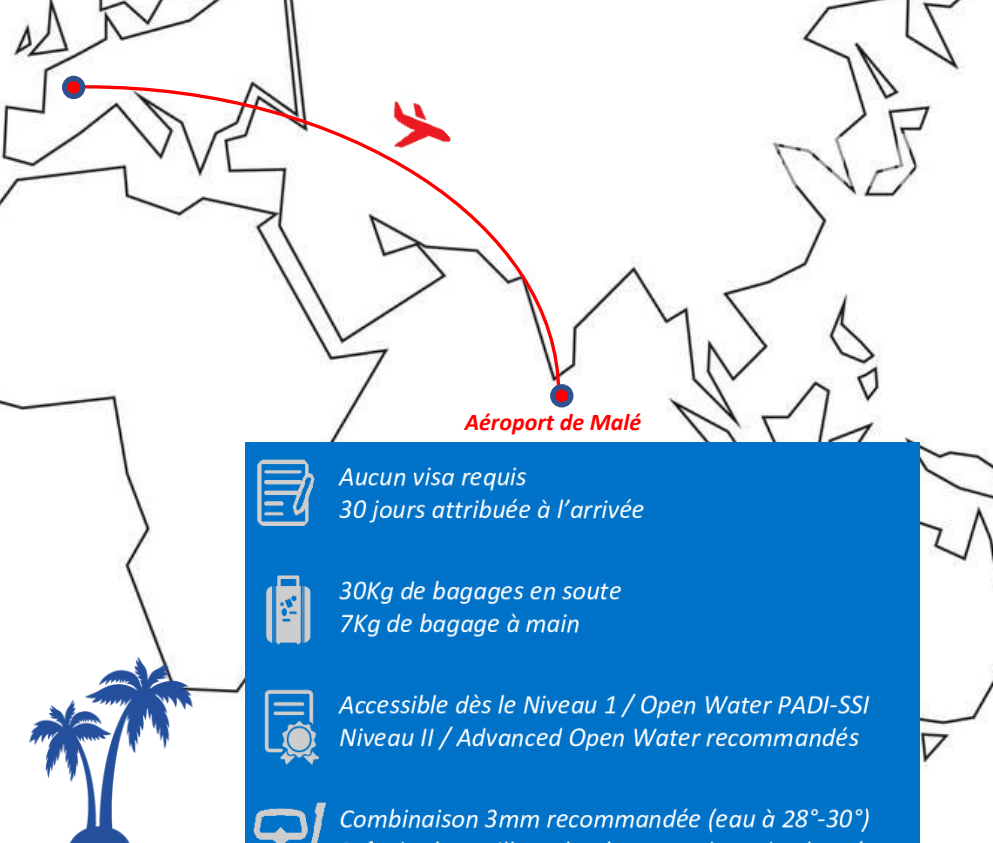 Aéroport de Malé
Aucun visa requis
30 jours attribuée à l'arrivée
30Kg de bagages en soute
7Kg de bagage à main
Accessible dès le Niveau 1 / Open Water PADI-SSI
Niveau II / Advanced Open Water recommandés
Combinaison 3mm recommandée (eau à 28°-30°)